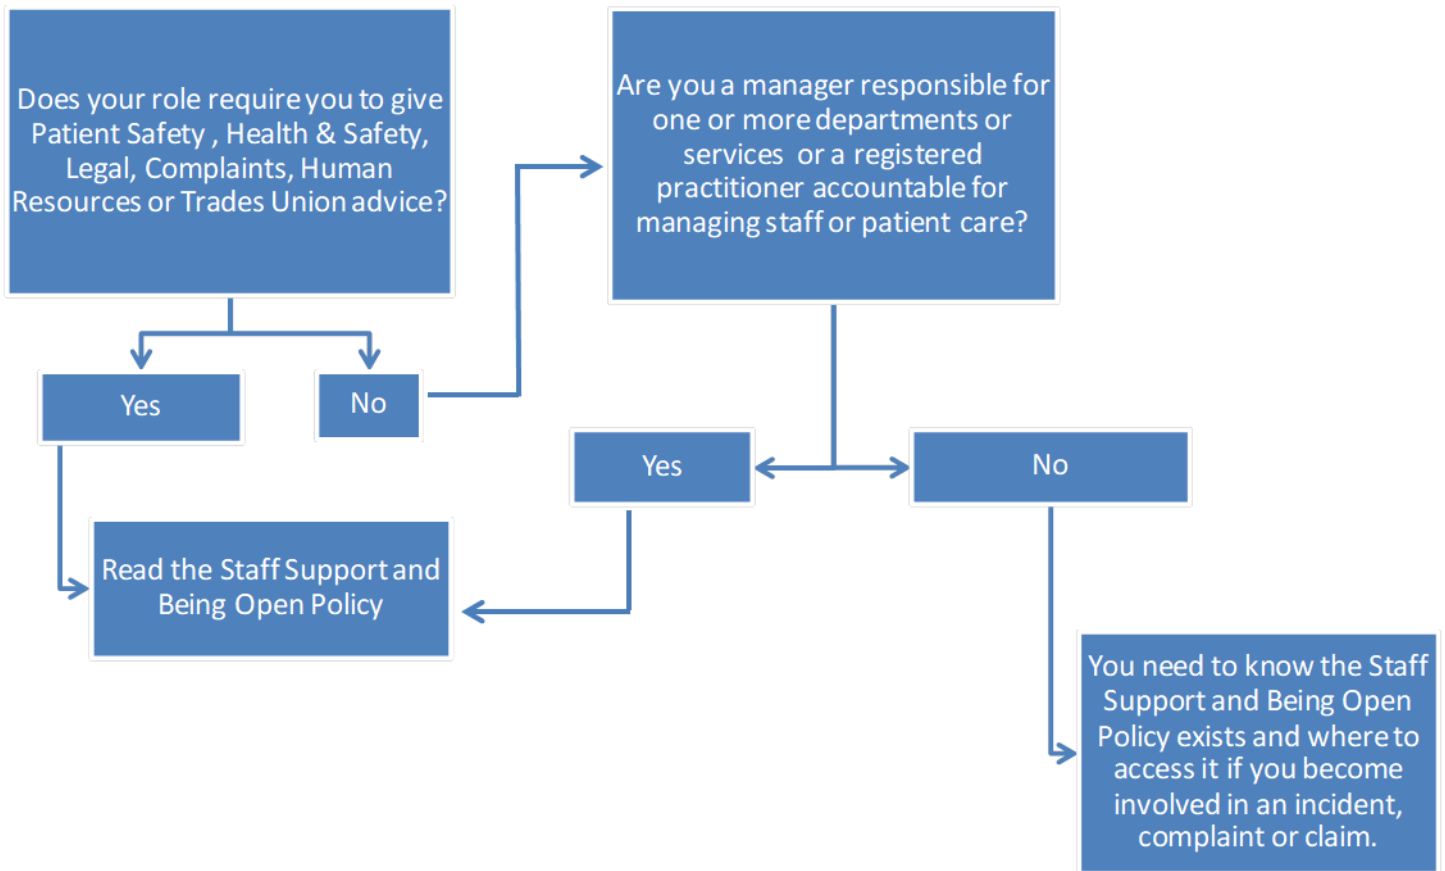 Does your role require you to give
Patient Safety , Health & Safety,
Legal, Complaints, Human
Resources or Trades Union advice?
Are you a manager responsible for
one or more departments or
services or a registered
practitioner accountable for
managing staff or patient care?
Yes
No
Yes
No
Read the Staff Support and
Being Open Policy
You need to know the Staff
Support and Being Open
Policy exists and where to
access it if you become
involved in an incident,
complaint or claim.